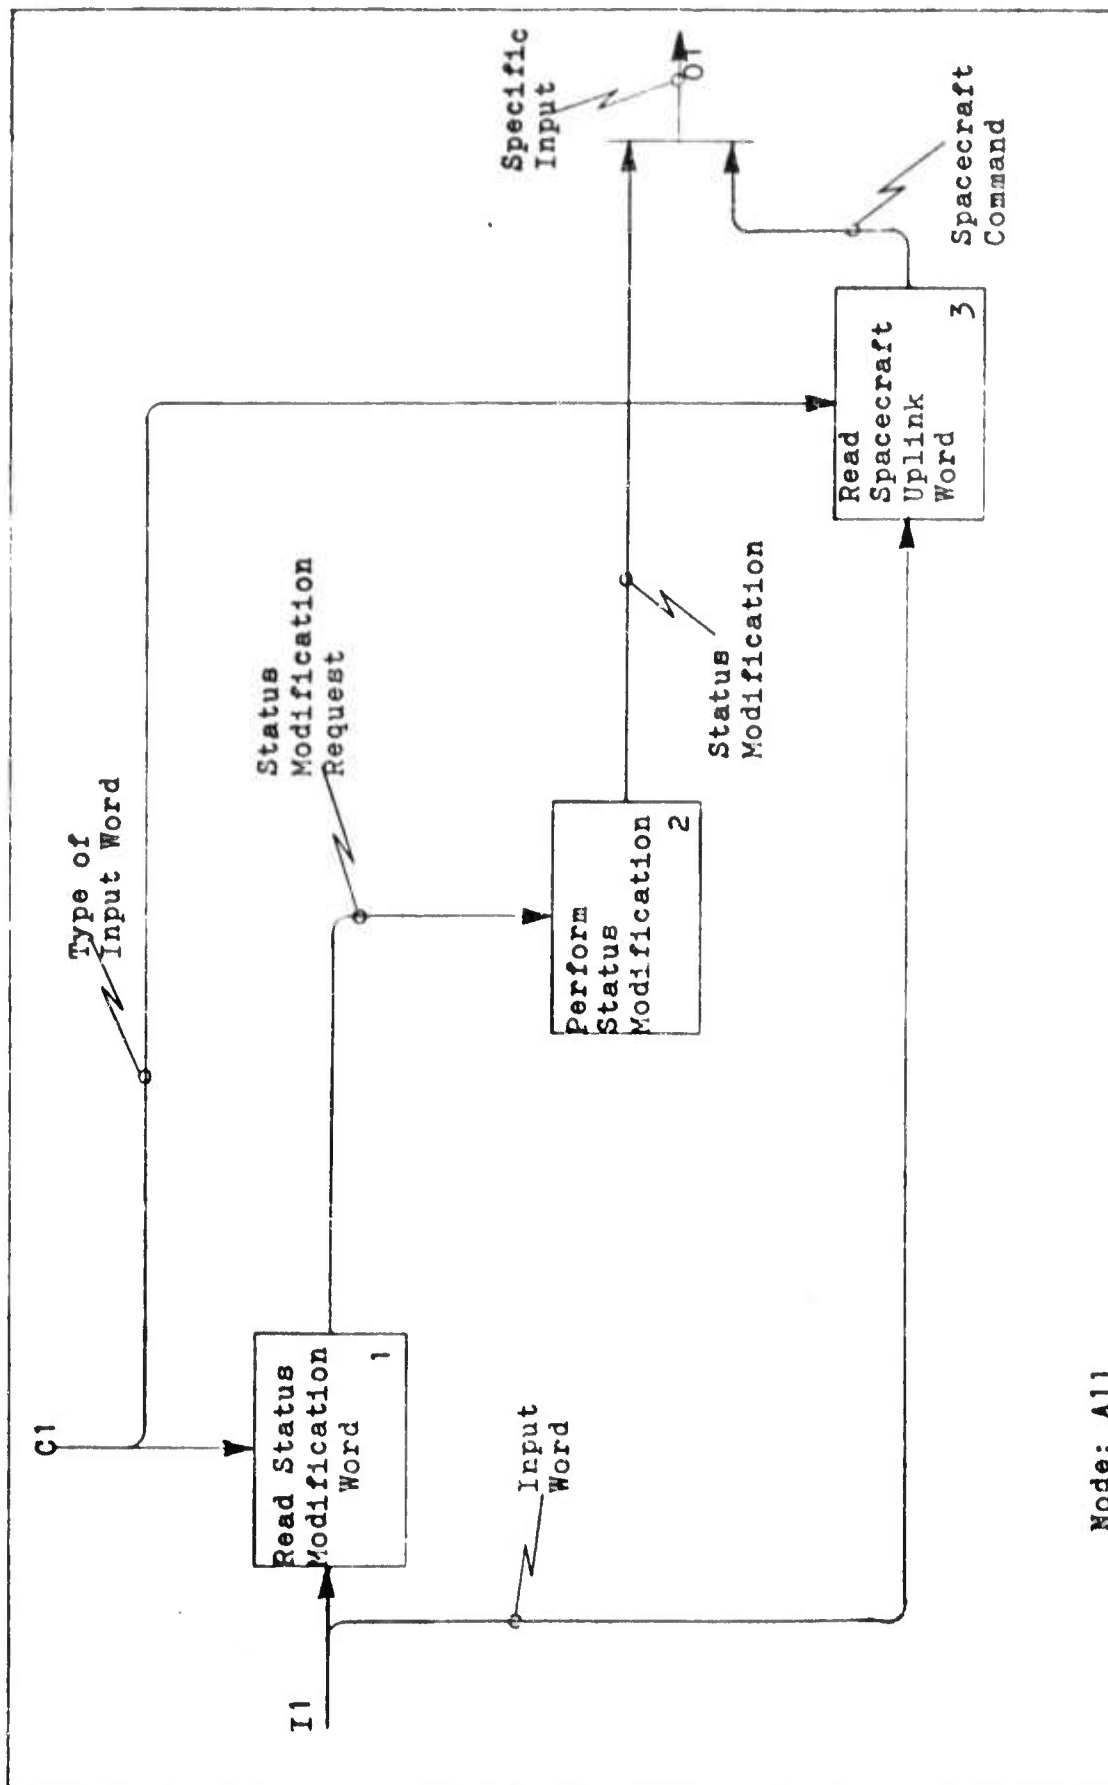 C1
Type of
Input Word
I1
Read Status
Modification
Word
1
Status
Modification
Request
Input
Word
Perform
Status
Modification
2
Status
Modification
Specific
Input
O1
Read
Spacecraft
Uplink
Word
3
Spacecraft
Command
Node: A11